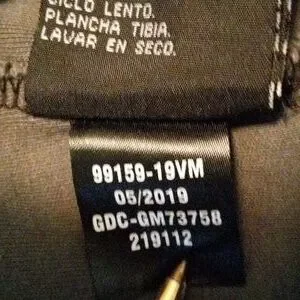 CICLO LENTO.
PLANCHA TIBIA.
LAVAR EN SECO.
99159-19VM
05/2019
GDC-GM73758
219112